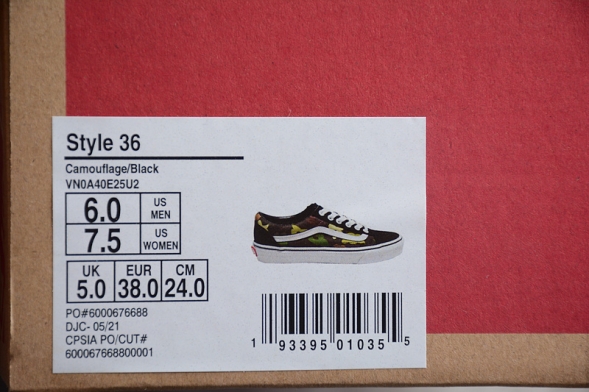 Style 36
Camouflage/Black
VN0A40E25U2
6.0 US MEN
7.5 US WOMEN
UK EUR CM
5.0 38.0 24.0
PO#6000676688
DJC- 05/21
CPSIA PO/CUT#
600067668800001
1 93395 01035 5